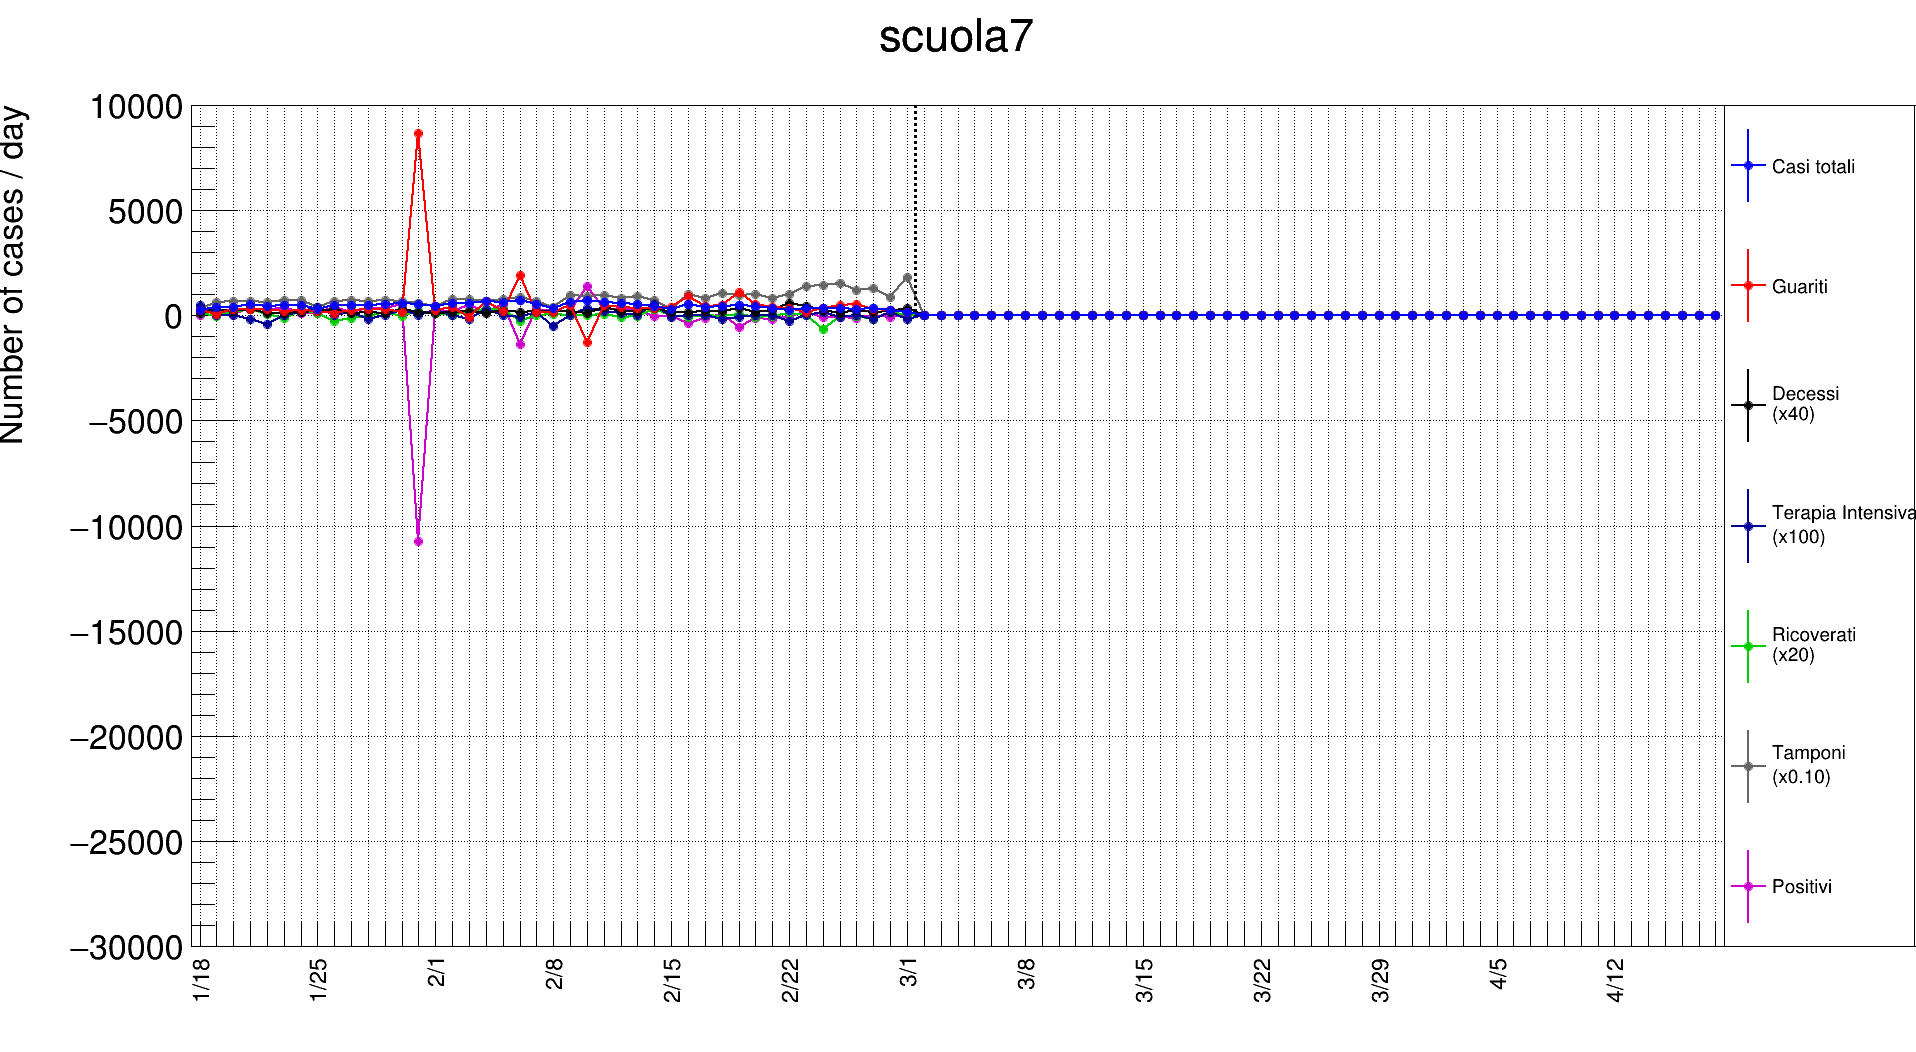 scuola7
Number of cases / day
10000
5000
0
−5000
−10000
−15000
−20000
−25000
−30000
1/18
1/25
2/1
2/8
2/15
2/22
3/1
3/8
3/15
3/22
3/29
4/5
4/12
Casi totali
Guariti
Decessi
(x40)
Terapia Intensiva
(x100)
Ricoverati
(x20)
Tamponi
(x0.10)
Positivi